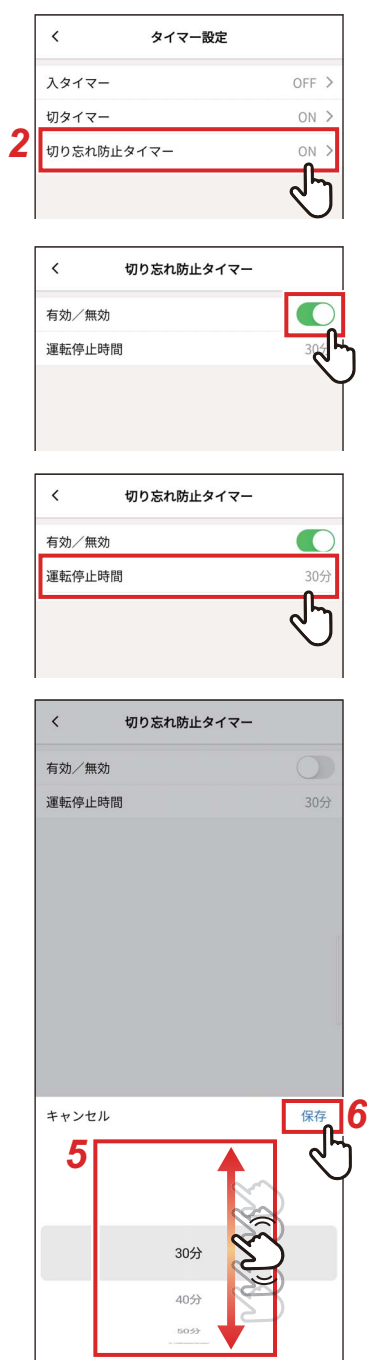 タイマー設定
入タイマー OFF
切タイマー ON
2 切り忘れ防止タイマー ON
切り忘れ防止タイマー
有効／無効
運転停止時間 30分
切り忘れ防止タイマー
有効／無効
運転停止時間 30分
切り忘れ防止タイマー
有効／無効
運転停止時間 30分
キャンセル 保存 6
5
30分
40分
50分